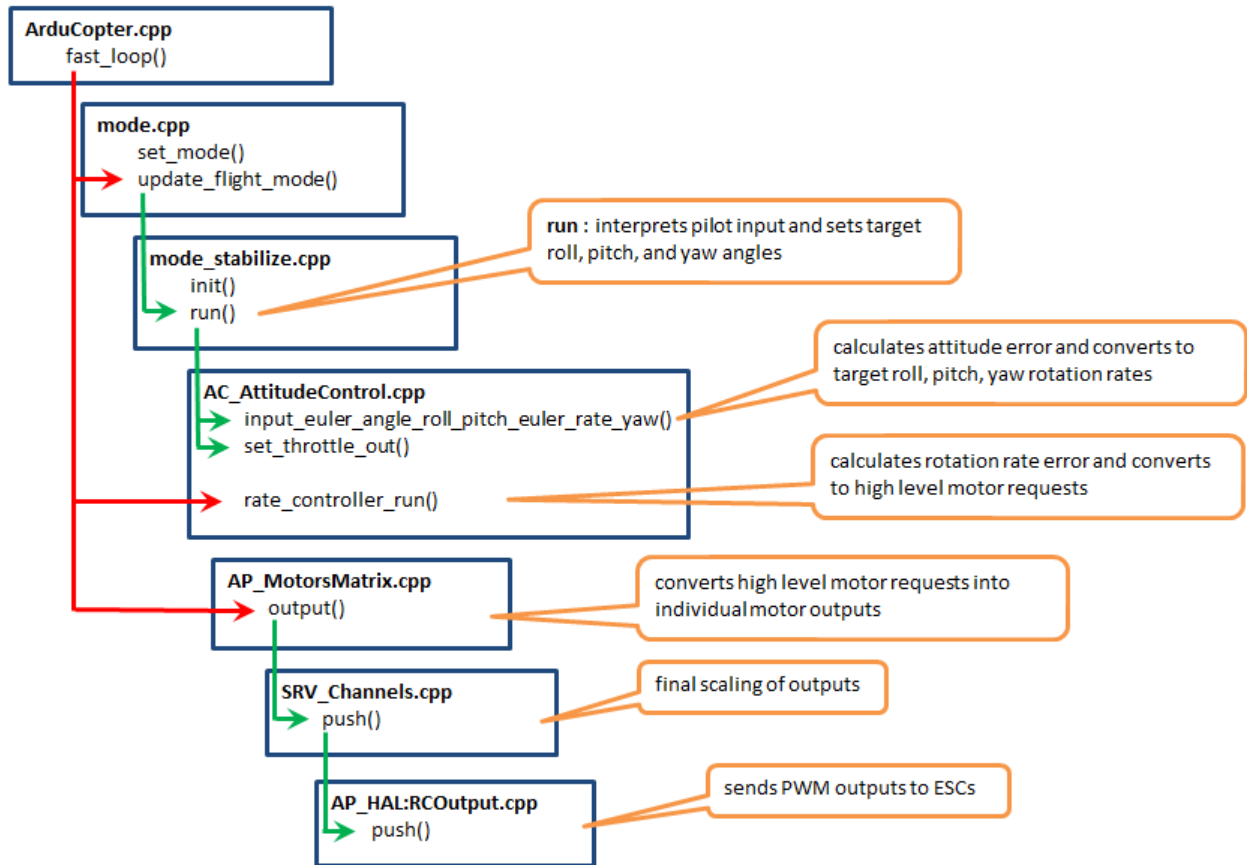 ArduCopter.cpp
fast_loop()
mode.cpp
set_mode()
update_flight_mode()
run : interprets pilot input and sets target
roll, pitch, and yaw angles
mode_stabilize.cpp
init()
run()
calculates attitude error and converts to
target roll, pitch, yaw rotation rates
AC_AttitudeControl.cpp
input_euler_angle_roll_pitch_euler_rate_yaw()
set_throttle_out()
calculates rotation rate error and converts
to high level motor requests
rate_controller_run()
AP_MotorsMatrix.cpp
output()
converts high level motor requests into
individual motor outputs
SRV_Channels.cpp
push()
final scaling of outputs
AP_HAL:RCOutput.cpp
push()
sends PWM outputs to ESCs